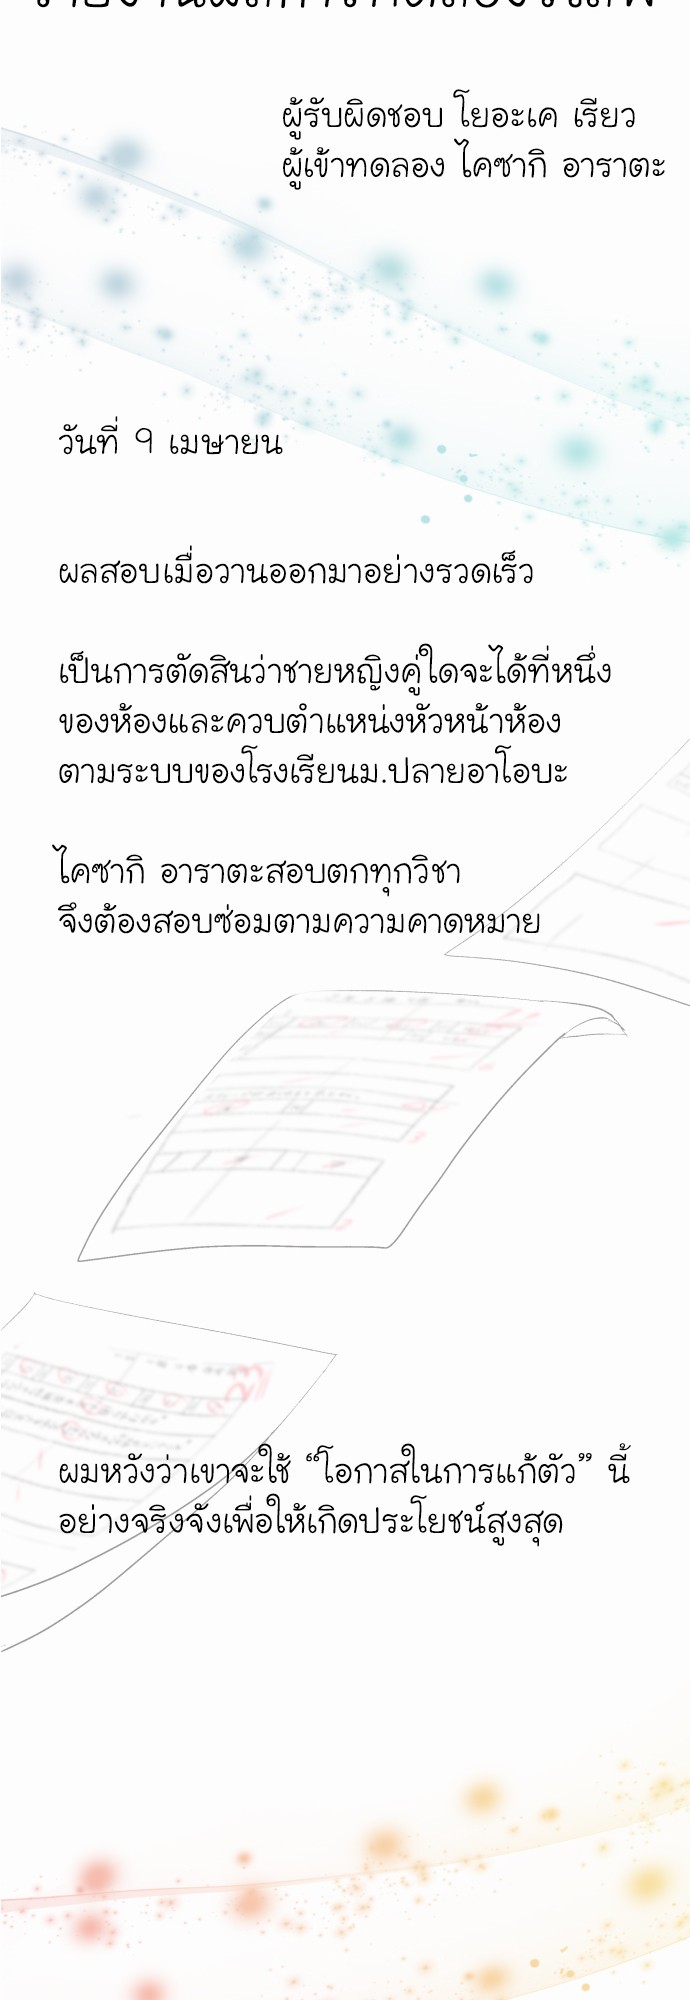 ผู้รับผิดชอบ โยอะเค เรียว
ผู้เข้าทดลอง ไคซากิ อาราตะ
วันที่ 9 เมษายน
ผลสอบเมื่อวานออกมาอย่างรวดเร็ว
เป็นการตัดสินว่าชายหญิงคู่ใดจะได้ที่หนึ่ง
ของห้องและควบตำแหน่งหัวหน้าห้อง
ตามระบบของโรงเรียนม.ปลายอาโอบะ
ไคซากิ อาราตะสอบตกทุกวิชา
จึงต้องสอบซ่อมตามความคาดหมาย
23
ผมหวังว่าเขาจะใช้ “โอกาสในการแก้ตัว” นี้
อย่างจริงจังเพื่อให้เกิดประโยชน์สูงสุด